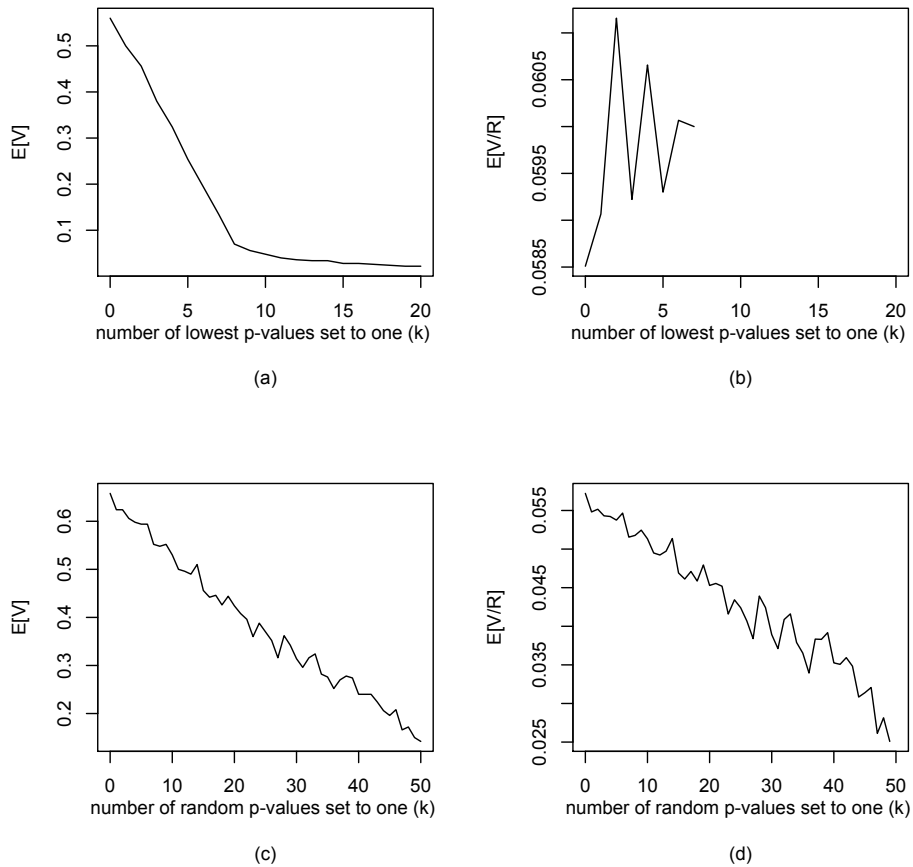 E[V]
0.5
0.4
0.3
0.2
0.1
0 5 10 15 20
number of lowest p-values set to one (k)
(a)
E[V/R]
0.0605
0.0595
0.0585
0 5 10 15 20
number of lowest p-values set to one (k)
(b)
E[V]
0.6
0.5
0.4
0.3
0.2
0 10 20 30 40 50
number of random p-values set to one (k)
(c)
E[V/R]
0.055
0.045
0.035
0.025
0 10 20 30 40 50
number of random p-values set to one (k)
(d)